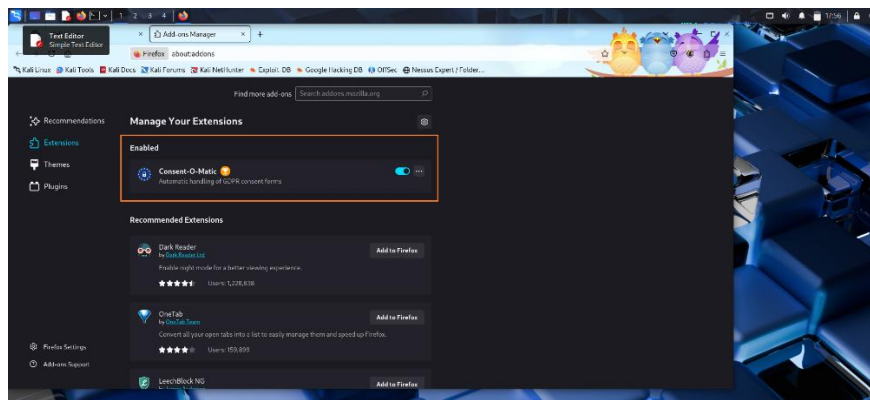 1 2 3 4
17:56
Text Editor
Simple Text Editor
Add-ons Manager
Firefox about:addons
Kali Linux Kali Tools Kali Docs Kali Forums Kali NetHunter Exploit-DB Google Hacking DB OffSec Nessus Expert / Folder...
Find more add-ons Search addons.mozilla.org
Recommendations
Manage Your Extensions
Extensions
Enabled
Themes
Consent-O-Matic
Automatic handling of GDPR consent forms
Plugins
Recommended Extensions
Dark Reader
by Dark Reader Ltd
Add to Firefox
Enable night mode for a better viewing experience.
Users: 1,228,838
OneTab
by OneTab Team
Add to Firefox
Convert all your open tabs into a list to easily manage them and speed up Firefox.
Users: 159,899
Firefox Settings
Add-ons Support
LeechBlock NG
Add to Firefox